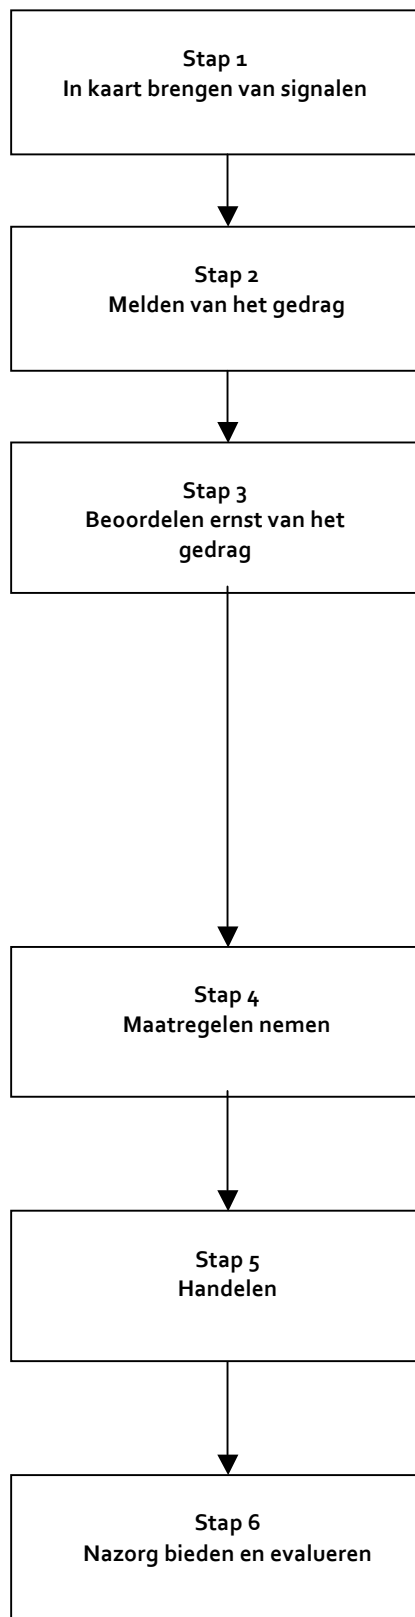 Stap 1
In kaart brengen van signalen
Stap 2
Melden van het gedrag
Stap 3
Beoordelen ernst van het
gedrag
Stap 4
Maatregelen nemen
Stap 5
Handelen
Stap 6
Nazorg bieden en evalueren